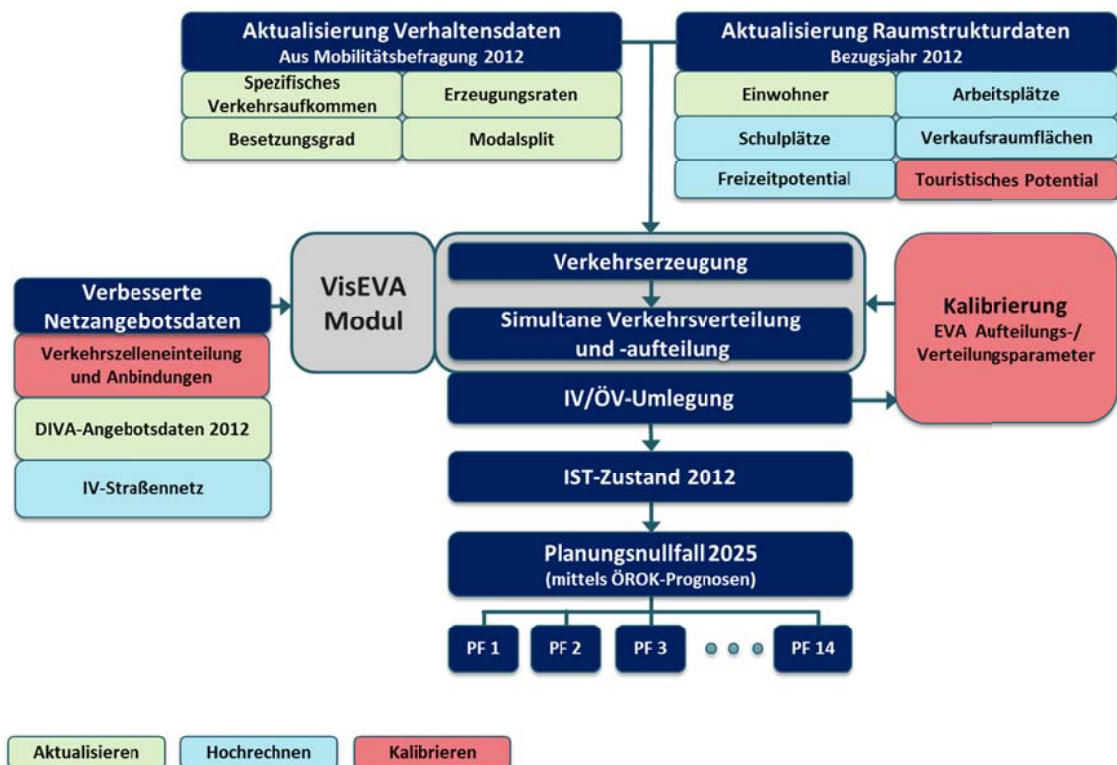 Aktualisierung Verhaltensdaten
Aus Mobilitätsbefragung 2012
Spezifisches
Verkehrsaufkommen
Erzeugungsraten
Besetzungsgrad
Modalsplit
Aktualisierung Raumstrukturdaten
Bezugsjahr 2012
Einwohner
Arbeitsplätze
Schulplätze
Verkaufsraumflächen
Freizeitpotential
Touristisches Potential
Verbesserte
Netzangebotsdaten
Verkehrszelleneinteilung
und Anbindungen
DIVA-Angebotsdaten 2012
IV-Straßennetz
VisEVA
Modul
Verkehrserzeugung
Simultane Verkehrsverteilung
und -aufteilung
IV/ÖV-Umlegung
Kalibrierung
EVA Aufteilungs-/
Verteilungsparameter
IST-Zustand 2012
Planungsnullfall 2025
(mittels ÖROK-Prognosen)
PF 1
PF 2
PF 3
PF 14
Aktualisieren
Hochrechnen
Kalibrieren